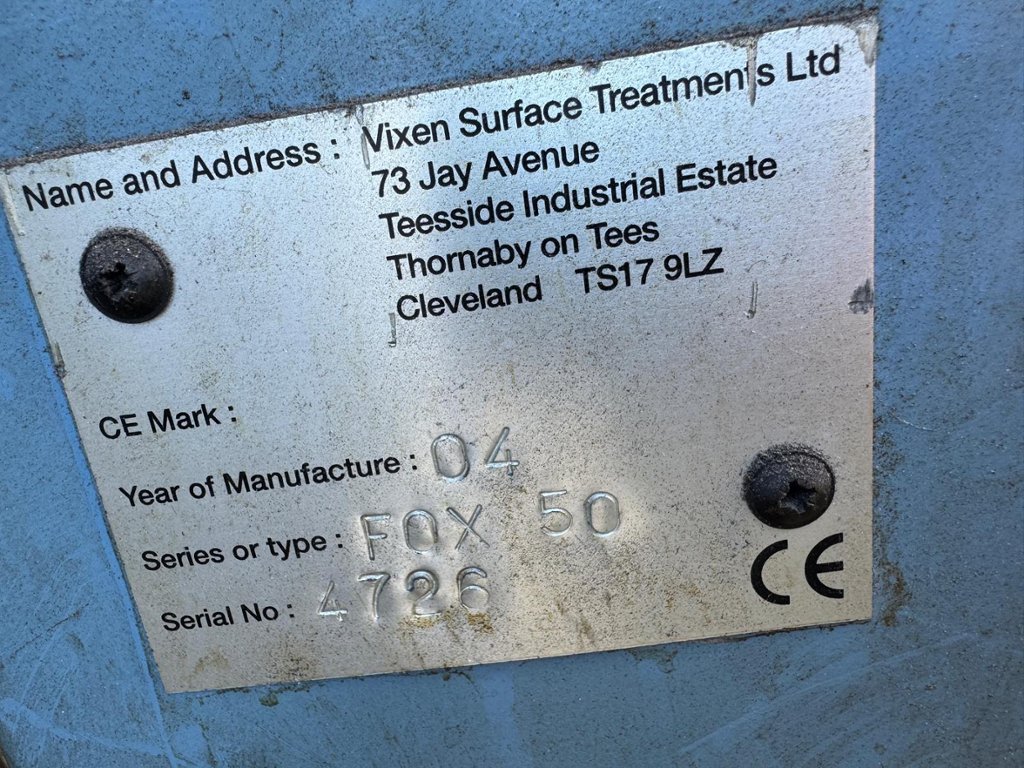 Name and Address : Vixen Surface Treatments Ltd
73 Jay Avenue
Teesside Industrial Estate
Thornaby on Tees
Cleveland TS17 9LZ
CE Mark :
Year of Manufacture : 04
Series or type : FOX 50
Serial No : 4726
CE